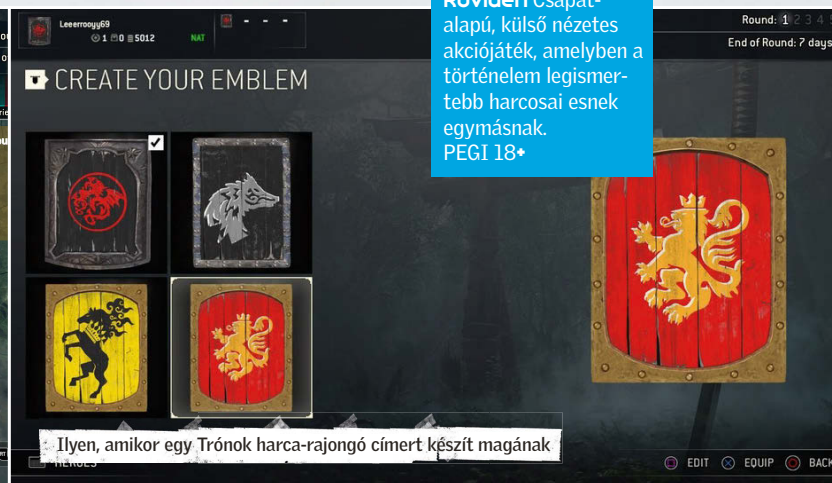 Leeerrooyy69
1 0 5012 NAT
- - -
CREATE YOUR EMBLEM
Röviden Csapat-
alapú, külső nézetes
akciójáték, amelyben a
történelem legismer-
tebb harcosai esnek
egymásnak.
PEGI 18+
Round: 1 2 3 4
End of Round: 7 days
Ilyen, amikor egy Trónok harca-rajongó címert készít magának
HEROES
EDIT EQUIP BACK